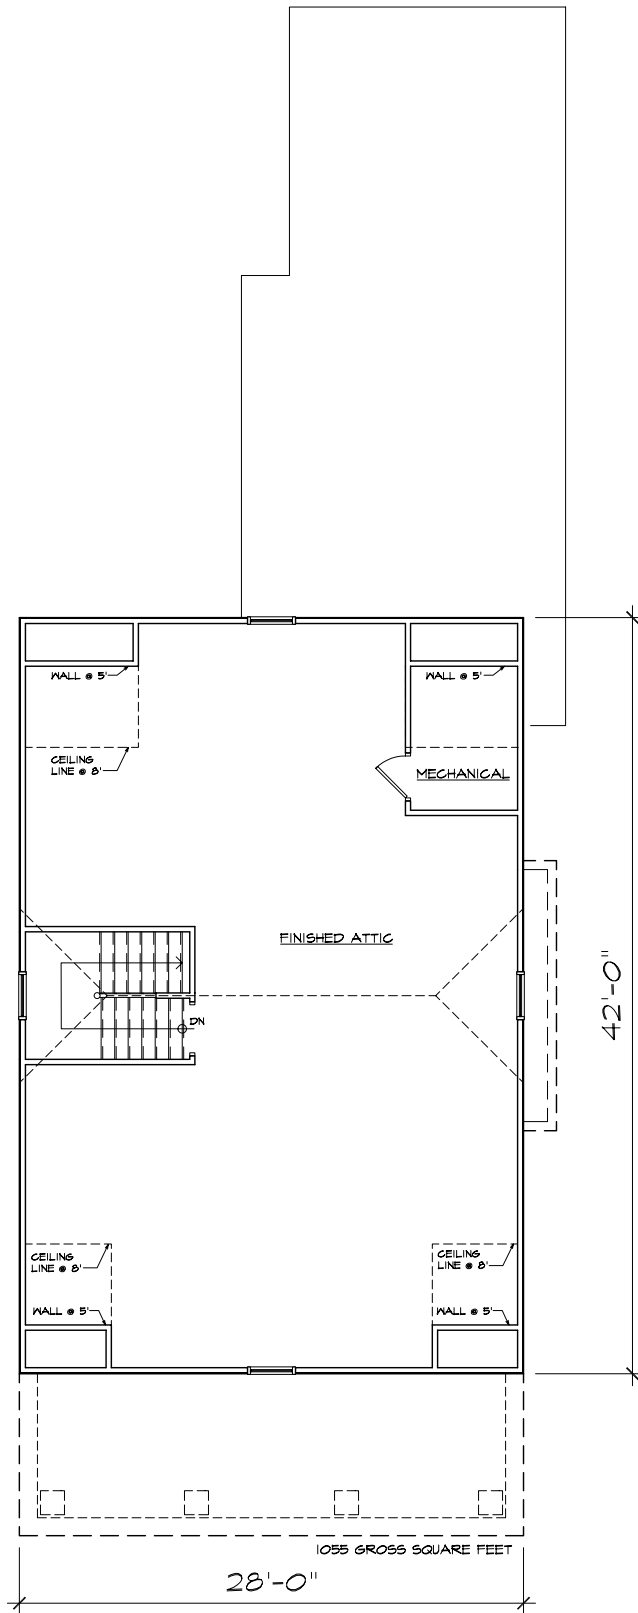 WALL @ 5'
WALL @ 5'
CEILING
LINE @ 8'
MECHANICAL
FINISHED ATTIC
DN
42'-0"
CEILING
LINE @ 8'
CEILING
LINE @ 8'
WALL @ 5'
WALL @ 5'
1055 GROSS SQUARE FEET
28'-0"